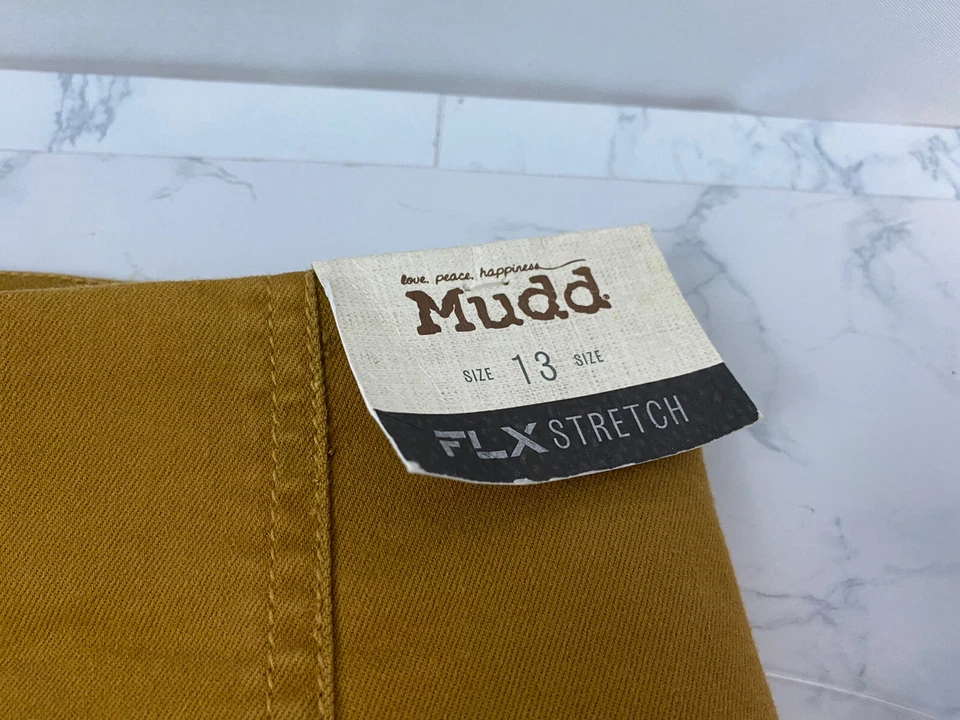 love. peace. happiness
Mudd
SIZE 13 SIZE
FLX STRETCH